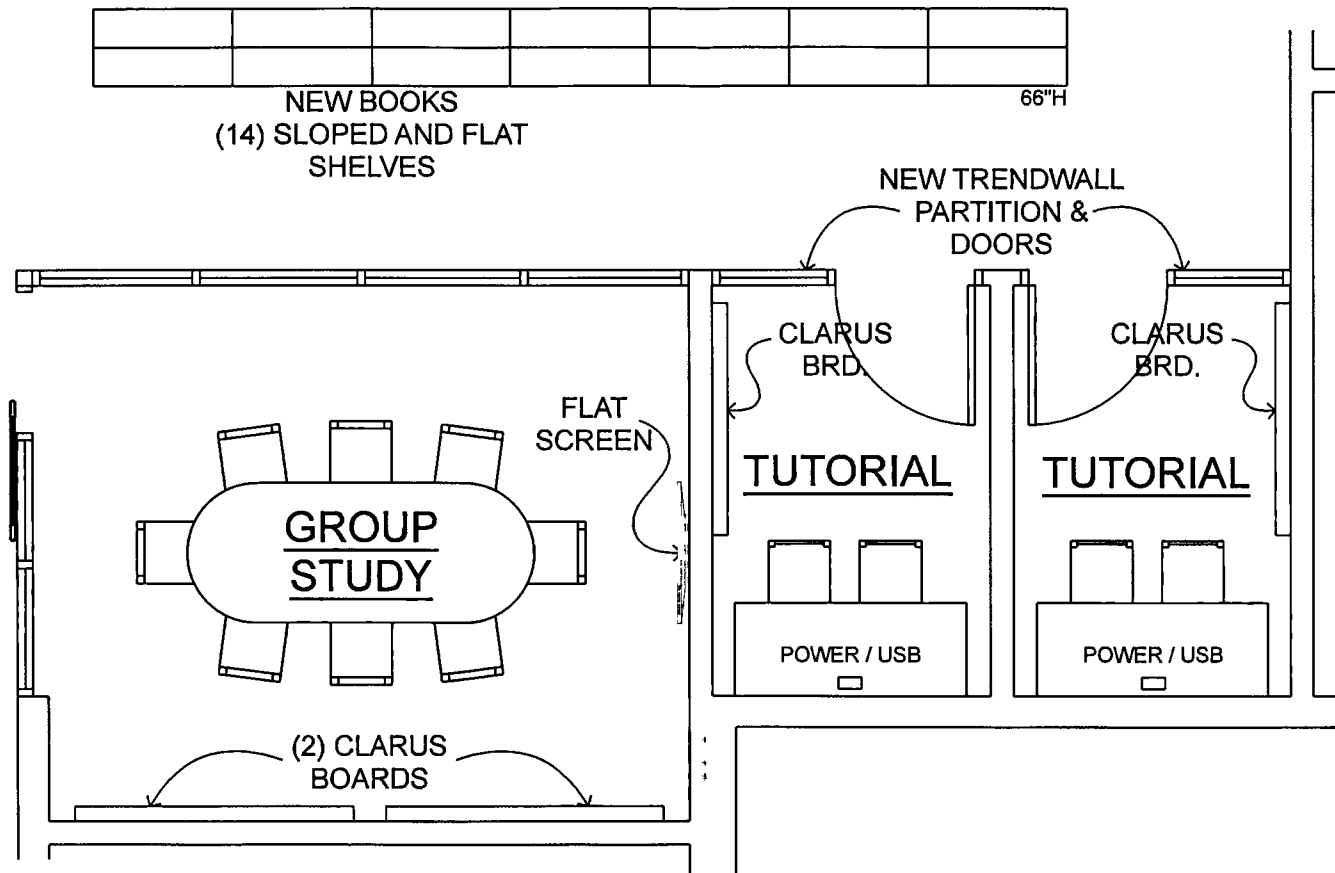 66"H
NEW BOOKS
(14) SLOPED AND FLAT
SHELVES
NEW TRENDWALL
PARTITION &
DOORS
CLARUS
BRD.
CLARUS
BRD.
FLAT
SCREEN
TUTORIAL
TUTORIAL
GROUP
STUDY
POWER / USB
POWER / USB
(2) CLARUS
BOARDS